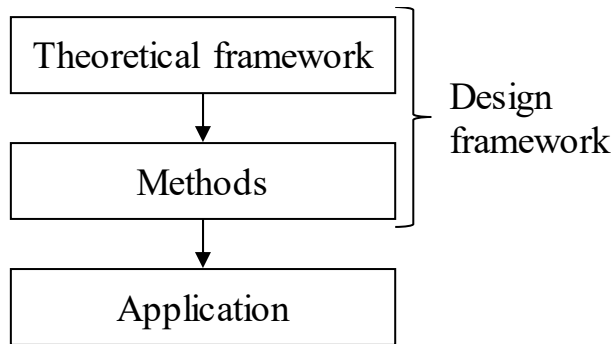 Theoretical framework
Design
framework
Methods
Application